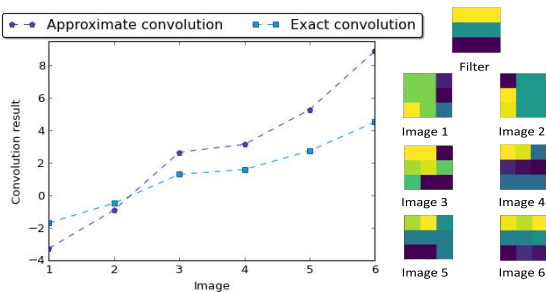 Approximate convolution Exact convolution
Filter
Convolution result
8
6
4
2
0
−2
−4
1 2 3 4 5 6
Image
Image 1 Image 2
Image 3 Image 4
Image 5 Image 6